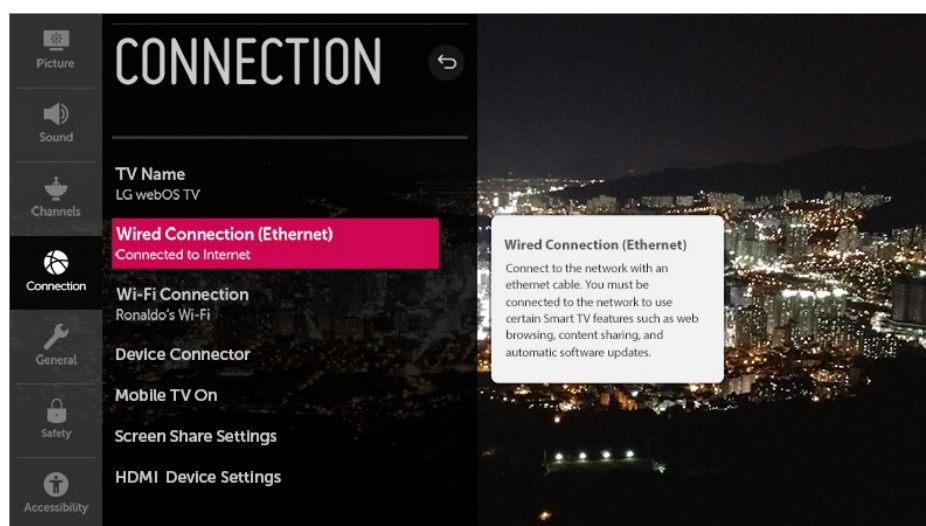 Picture
Sound
Channels
Connection
General
Safety
Accessibility
CONNECTION
TV Name
LG webOS TV
Wired Connection (Ethernet)
Connected to Internet
Wi-Fi Connection
Ronaldo's Wi-Fi
Device Connector
Mobile TV On
Screen Share Settings
HDMI Device Settings
Wired Connection (Ethernet)
Connect to the network with an
ethernet cable. You must be
connected to the network to use
certain Smart TV features such as web
browsing, content sharing, and
automatic software updates.